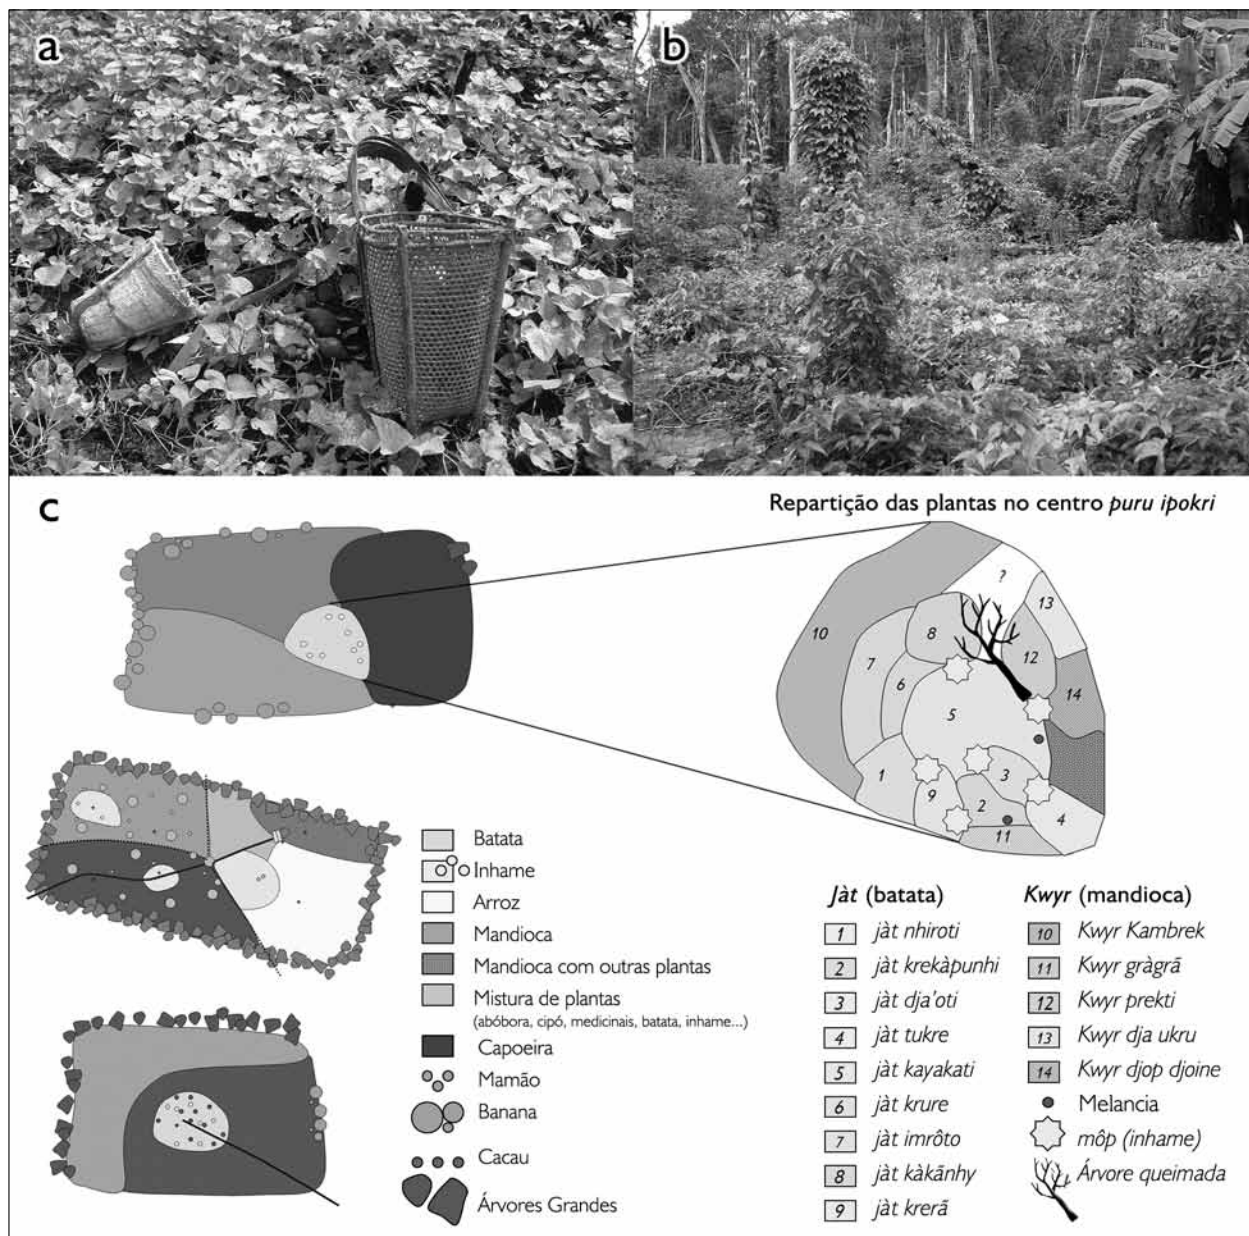 a
b
c
Repartição das plantas no centro puru ipokri
?
13
10
8
12
7
6
14
5
1
3
9
2
4
11
Batata
Inhame
Arroz
Mandioca
Mandioca com outras plantas
Mistura de plantas
(abóbora, cipó, medicinais, batata, inhame...)
Capoeira
Mamão
Banana
Cacau
Árvores Grandes
Jàt (batata)
1 jàt nhiroti
2 jàt krekàpunhi
3 jàt dja'oti
4 jàt tukre
5 jàt kayakati
6 jàt krure
7 jàt imrôto
8 jàt kàkãnhy
9 jàt krerã
Kwyr (mandioca)
10 Kwyr Kambrek
11 Kwyr gràgrã
12 Kwyr prekti
13 Kwyr dja ukru
14 Kwyr djop djoine
Melancia
môp (inhame)
Árvore queimada